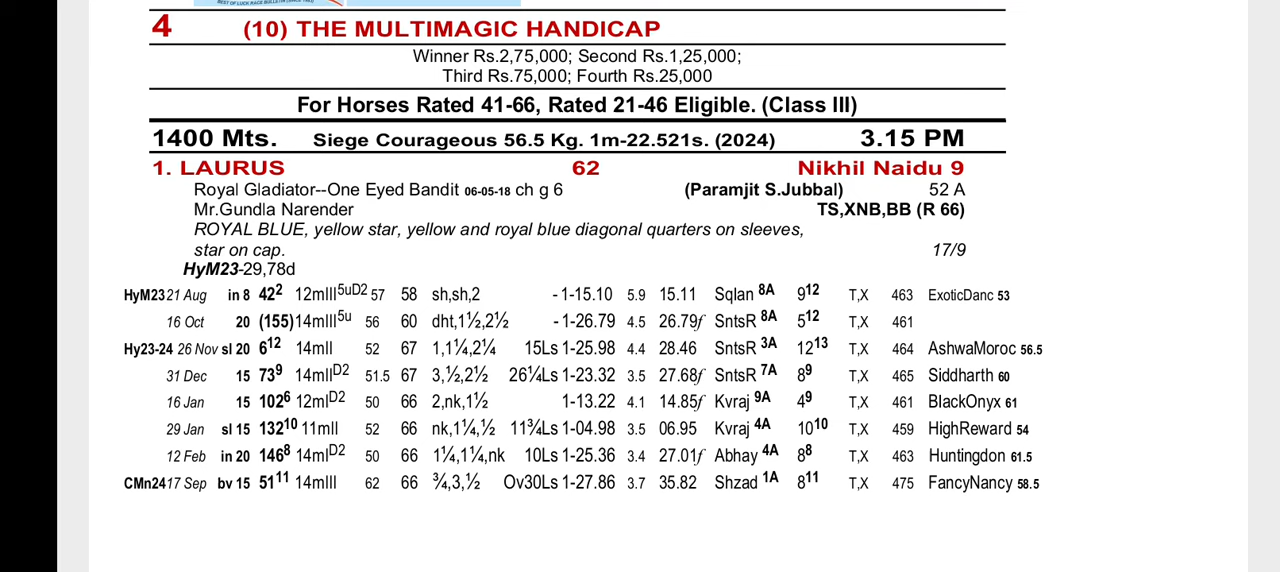 4 (10) THE MULTIMAGIC HANDICAP
Winner Rs.2,75,000; Second Rs.1,25,000;
Third Rs.75,000; Fourth Rs.25,000
For Horses Rated 41-66, Rated 21-46 Eligible. (Class III)
1400 Mts. Siege Courageous 56.5 Kg. 1m-22.521s. (2024) 3.15 PM
1. LAURUS 62 Nikhil Naidu 9
Royal Gladiator--One Eyed Bandit 06-05-18 ch g 6 (Paramjit S.Jubbal) 52 A
Mr.Gundla Narender TS,XNB,BB (R 66)
ROYAL BLUE, yellow star, yellow and royal blue diagonal quarters on sleeves,
star on cap. 17/9
HyM23-29,78d
HyM23 21 Aug in 8 42² 12mIII⁵ᵘᴰ² 57 58 sh,sh,2 - 1-15.10 5.9 15.11 Sqlan 8A 9¹² T,X 463 ExoticDanc 53
16 Oct 20 (155) 14mIII⁵ᵘ 56 60 dht,1½,2½ - 1-26.79 4.5 26.79f SntsR 8A 5¹² T,X 461
Hy23-24 26 Nov sl 20 6¹² 14mII 52 67 1,1¼,2¼ 15Ls 1-25.98 4.4 28.46 SntsR 3A 12¹³ T,X 464 AshwaMoroc 56.5
31 Dec 15 73⁹ 14mIIᴰ² 51.5 67 3,½,2½ 26¼Ls 1-23.32 3.5 27.68f SntsR 7A 8⁹ T,X 465 Siddharth 60
16 Jan 15 102⁶ 12mIᴰ² 50 66 2,nk,1½ 1-13.22 4.1 14.85f Kvraj 9A 4⁹ T,X 461 BlackOnyx 61
29 Jan sl 15 132¹⁰ 11mII 52 66 nk,1¼,½ 11¾Ls 1-04.98 3.5 06.95 Kvraj 4A 10¹⁰ T,X 459 HighReward 54
12 Feb in 20 146⁸ 14mIᴰ² 50 66 1¼,1¼,nk 10Ls 1-25.36 3.4 27.01f Abhay 4A 8⁸ T,X 463 Huntingdon 61.5
CMn24 17 Sep bv 15 51¹¹ 14mIII 62 66 ¾,3,½ Ov30Ls 1-27.86 3.7 35.82 Shzad 1A 8¹¹ T,X 475 FancyNancy 58.5